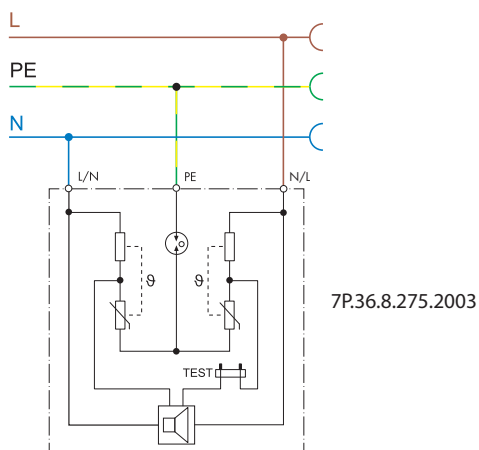 L
PE
N
L/N
PE
N/L
ϑ
ϑ
7P.36.8.275.2003
TEST